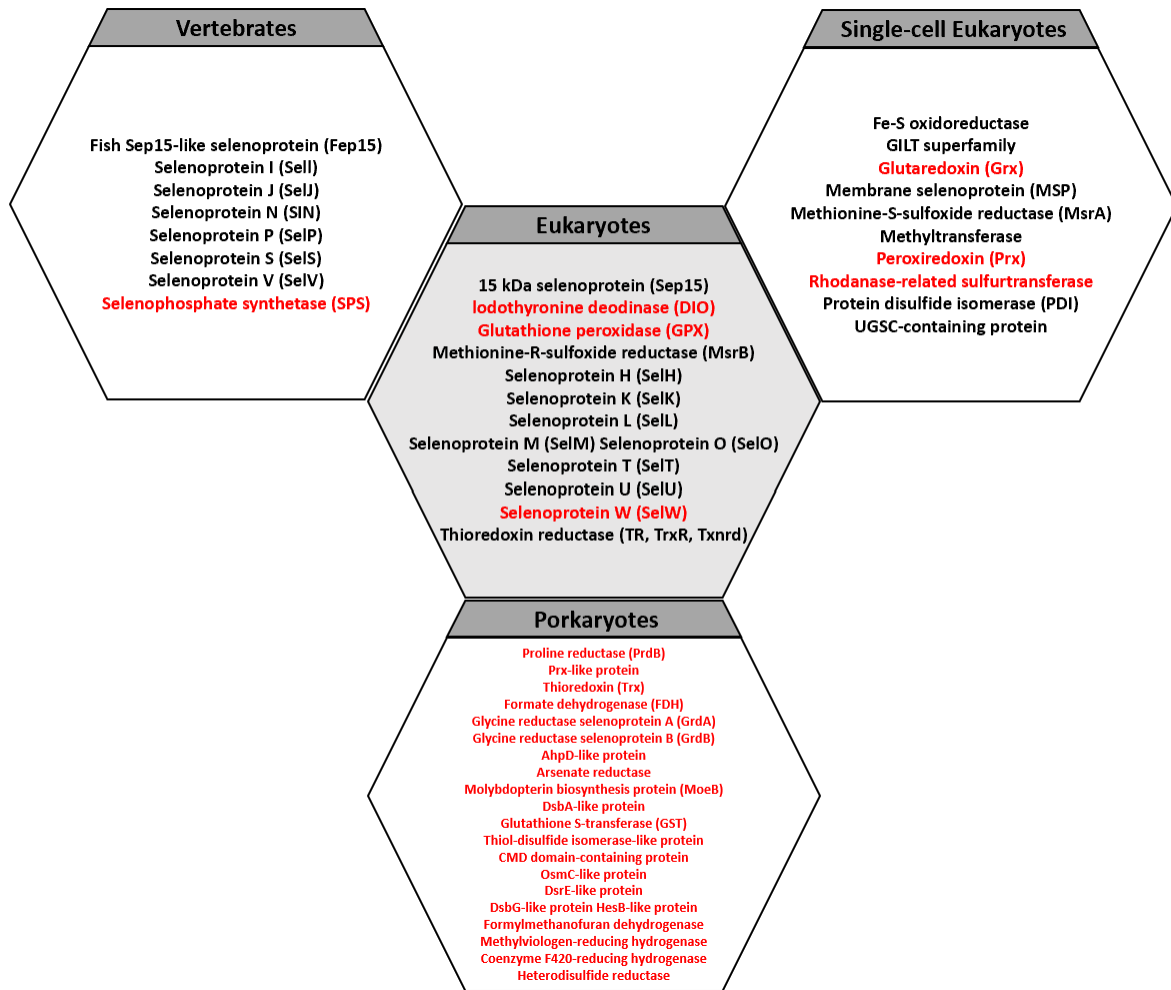 Vertebrates
Fish Sep15-like selenoprotein (Fep15)
Selenoprotein I (SelI)
Selenoprotein J (SelJ)
Selenoprotein N (SIN)
Selenoprotein P (SelP)
Selenoprotein S (SelS)
Selenoprotein V (SelV)
Selenophosphate synthetase (SPS)
Single-cell Eukaryotes
Fe-S oxidoreductase
GILT superfamily
Glutaredoxin (Grx)
Membrane selenoprotein (MSP)
Methionine-S-sulfoxide reductase (MsrA)
Methyltransferase
Peroxiredoxin (Prx)
Rhodanase-related sulfurtransferase
Protein disulfide isomerase (PDI)
UGSC-containing protein
Eukaryotes
15 kDa selenoprotein (Sep15)
Iodothyronine deodinase (DIO)
Glutathione peroxidase (GPX)
Methionine-R-sulfoxide reductase (MsrB)
Selenoprotein H (SelH)
Selenoprotein K (SelK)
Selenoprotein L (SelL)
Selenoprotein M (SelM) Selenoprotein O (SelO)
Selenoprotein T (SelT)
Selenoprotein U (SelU)
Selenoprotein W (SelW)
Thioredoxin reductase (TR, TrxR, Txnrd)
Porkaryotes
Proline reductase (PrdB)
Prx-like protein
Thioredoxin (Trx)
Formate dehydrogenase (FDH)
Glycine reductase selenoprotein A (GrdA)
Glycine reductase selenoprotein B (GrdB)
AhpD-like protein
Arsenate reductase
Molybdopterin biosynthesis protein (MoeB)
DsbA-like protein
Glutathione S-transferase (GST)
Thiol-disulfide isomerase-like protein
CMD domain-containing protein
OsmC-like protein
DsrE-like protein
DsbG-like protein HesB-like protein
Formylmethanofuran dehydrogenase
Methylviologen-reducing hydrogenase
Coenzyme F420-reducing hydrogenase
Heterodisulfide reductase